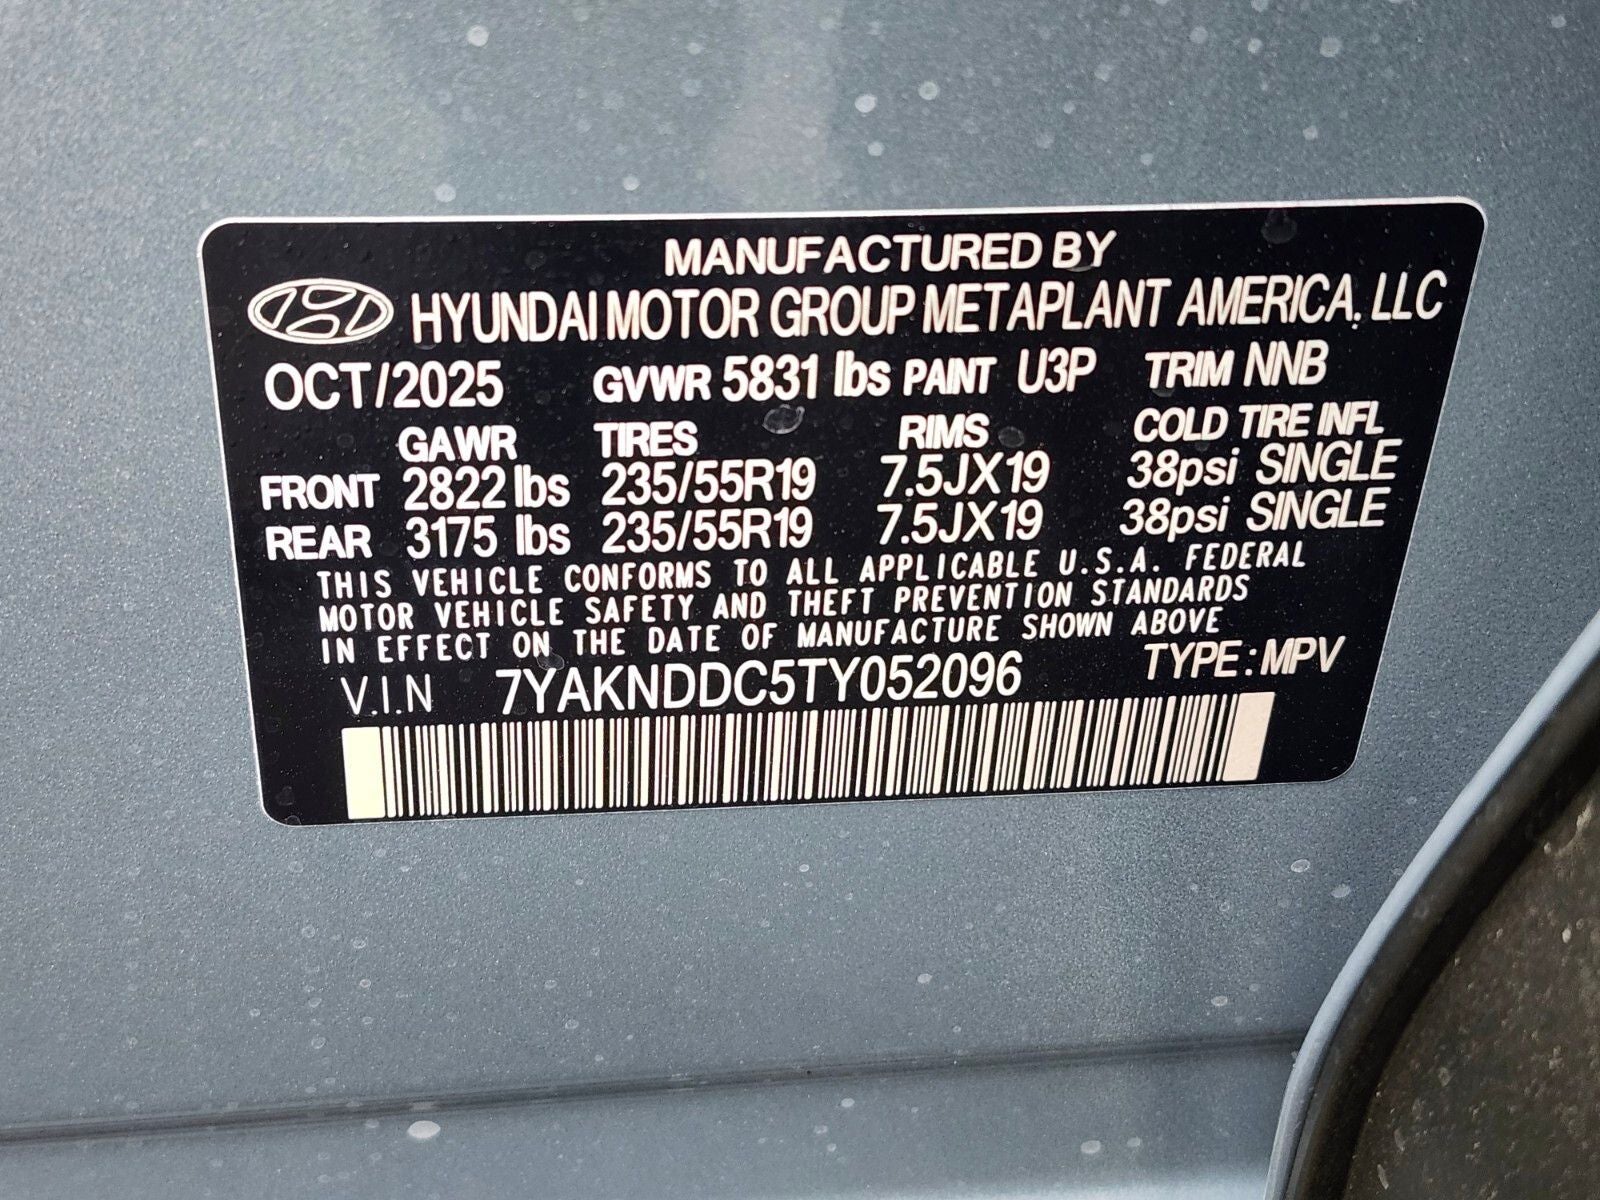 MANUFACTURED BY
HYUNDAI MOTOR GROUP METAPLANT AMERICA, LLC
OCT/2025 GVWR 5831 lbs PAINT U3P TRIM NNB
GAWR TIRES RIMS COLD TIRE INFL
FRONT 2822 lbs 235/55R19 7.5JX19 38psi SINGLE
REAR 3175 lbs 235/55R19 7.5JX19 38psi SINGLE
THIS VEHICLE CONFORMS TO ALL APPLICABLE U.S.A. FEDERAL
MOTOR VEHICLE SAFETY AND THEFT PREVENTION STANDARDS
IN EFFECT ON THE DATE OF MANUFACTURE SHOWN ABOVE
V.I.N 7YAKNDDC5TY052096 TYPE: MPV